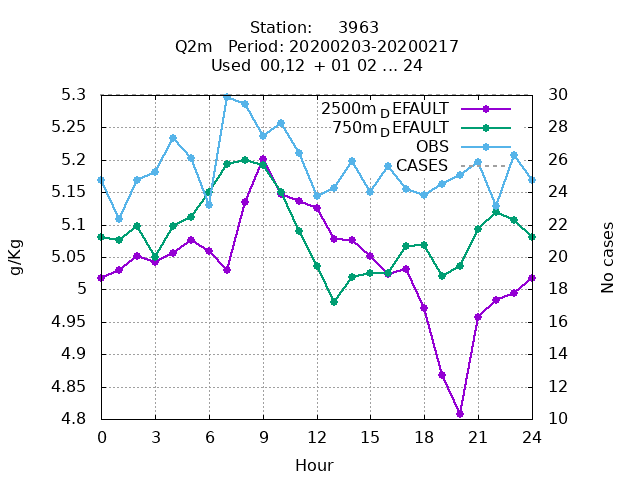 Station: 3963
Q2m Period: 20200203-20200217
Used 00,12 + 01 02 ... 24
5.3
5.25
5.2
5.15
5.1
5.05
5
4.95
4.9
4.85
4.8
g/Kg
2500m_DEFAULT
750m_DEFAULT
OBS
CASES
30
28
26
24
22
20
18
16
14
12
10
No cases
0 3 6 9 12 15 18 21 24
Hour